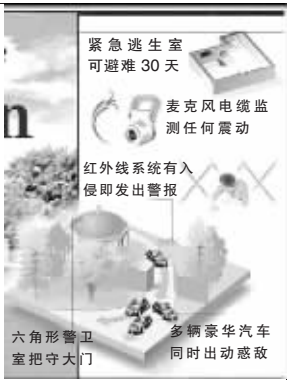 紧急逃生室
可避难 30 天
n
麦克风电缆监
测任何震动
红外线系统有入
侵即发出警报
六角形警卫
室把守大门
多辆豪华汽车
同时出动惑敌